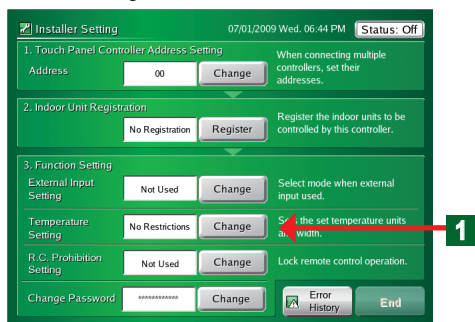 Installer Setting 07/01/2009 Wed. 06:44 PM Status: Off
1. Touch Panel Controller Address Setting
Address 00 Change
When connecting multiple
controllers, set their
addresses.
2. Indoor Unit Registration
No Registration Register
Register the indoor units to be
controlled by this controller.
3. Function Setting
External Input
Setting
Not Used Change
Select mode when external
input used.
Temperature
Setting
No Restrictions Change
the set temperature units
width.
1
R.C. Prohibition
Setting
Not Used Change
Lock remote control operation.
Change Password ************ Change
Error
History
End